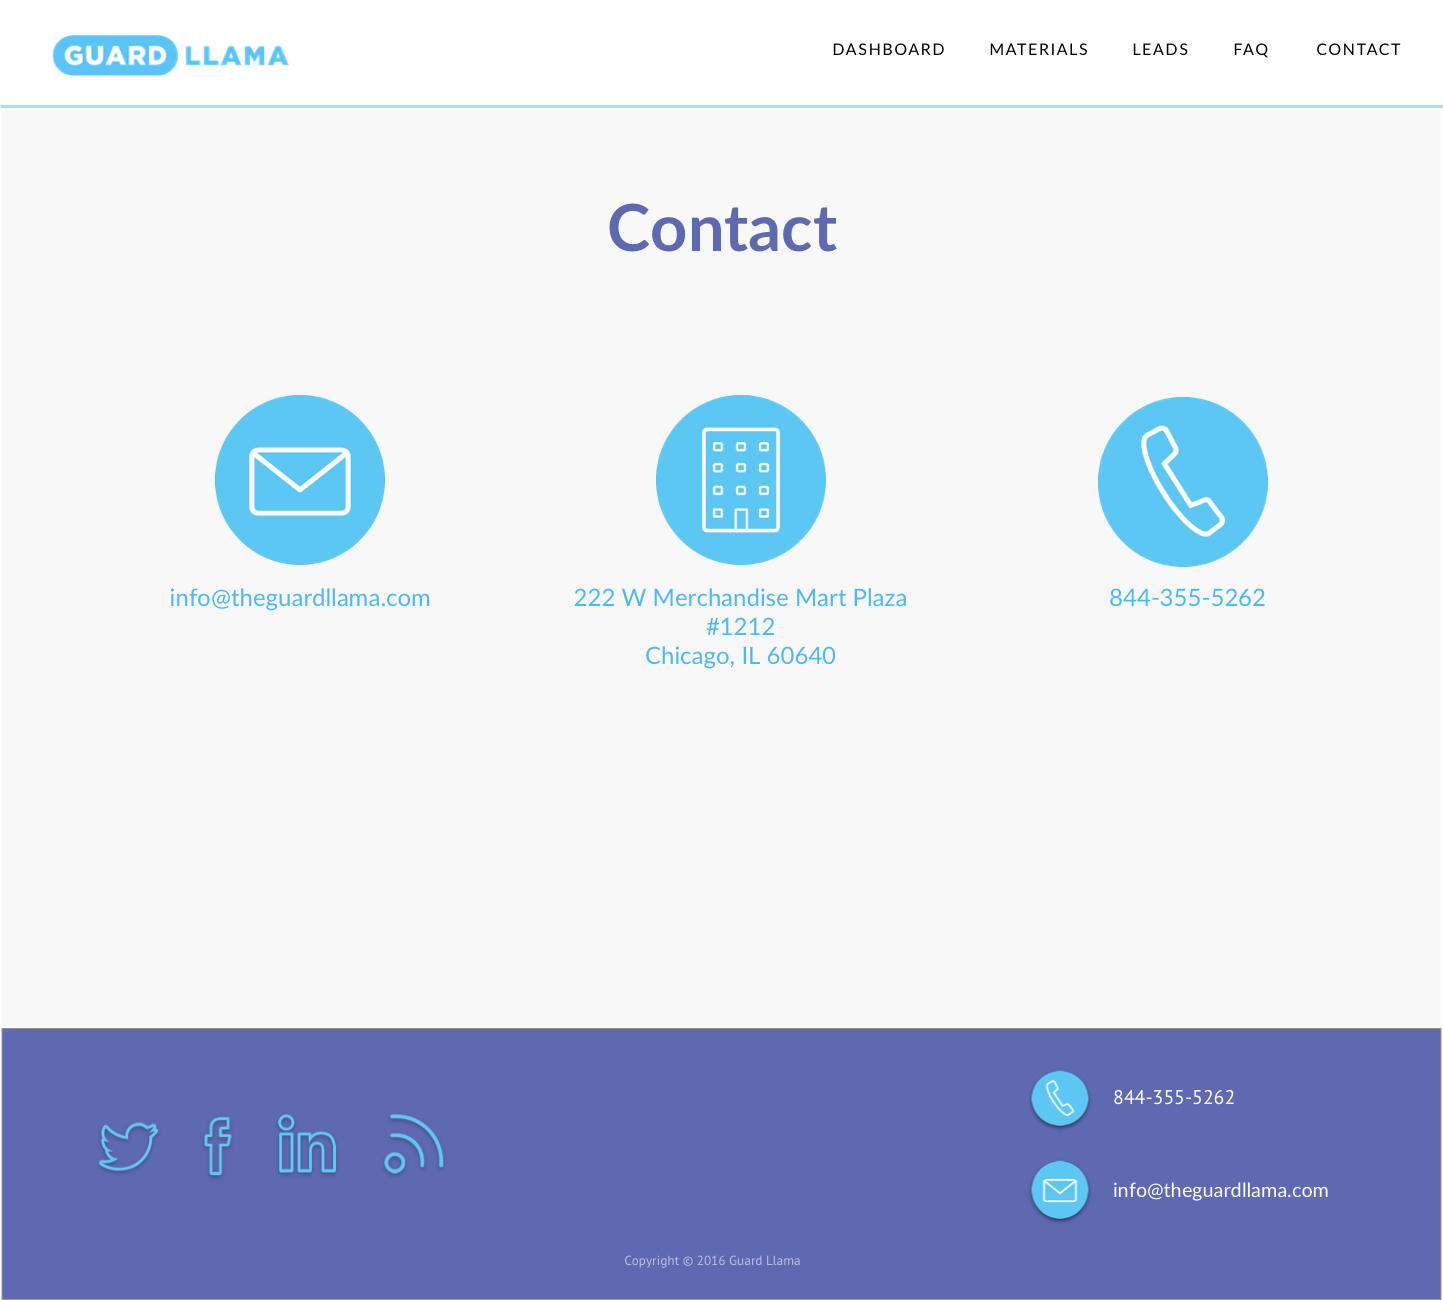 GUARD LLAMA
DASHBOARD MATERIALS LEADS FAQ CONTACT
Contact
info@theguardllama.com
222 W Merchandise Mart Plaza
#1212
Chicago, IL 60640
844-355-5262
844-355-5262
info@theguardllama.com
Copyright © 2016 Guard Llama